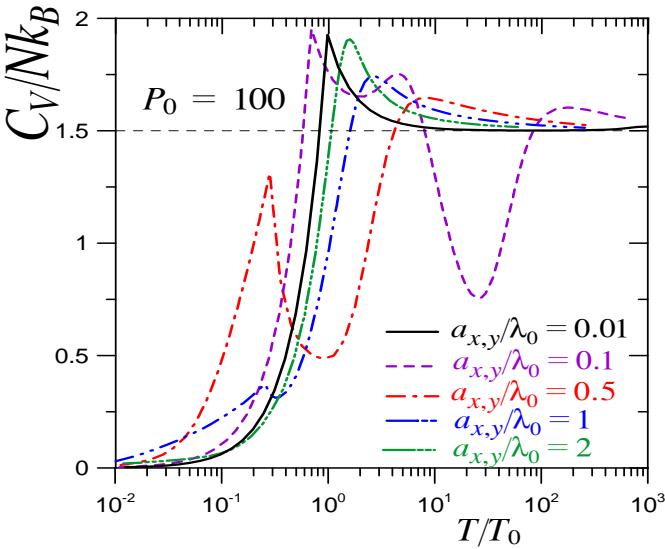 C_V/Nk_B
2
1.5
1
0.5
0
P_0 = 100
a_{x,y}/λ_0 = 0.01
a_{x,y}/λ_0 = 0.1
a_{x,y}/λ_0 = 0.5
a_{x,y}/λ_0 = 1
a_{x,y}/λ_0 = 2
10^{-2} 10^{-1} 10^0 10^1 10^2 10^3
T/T_0